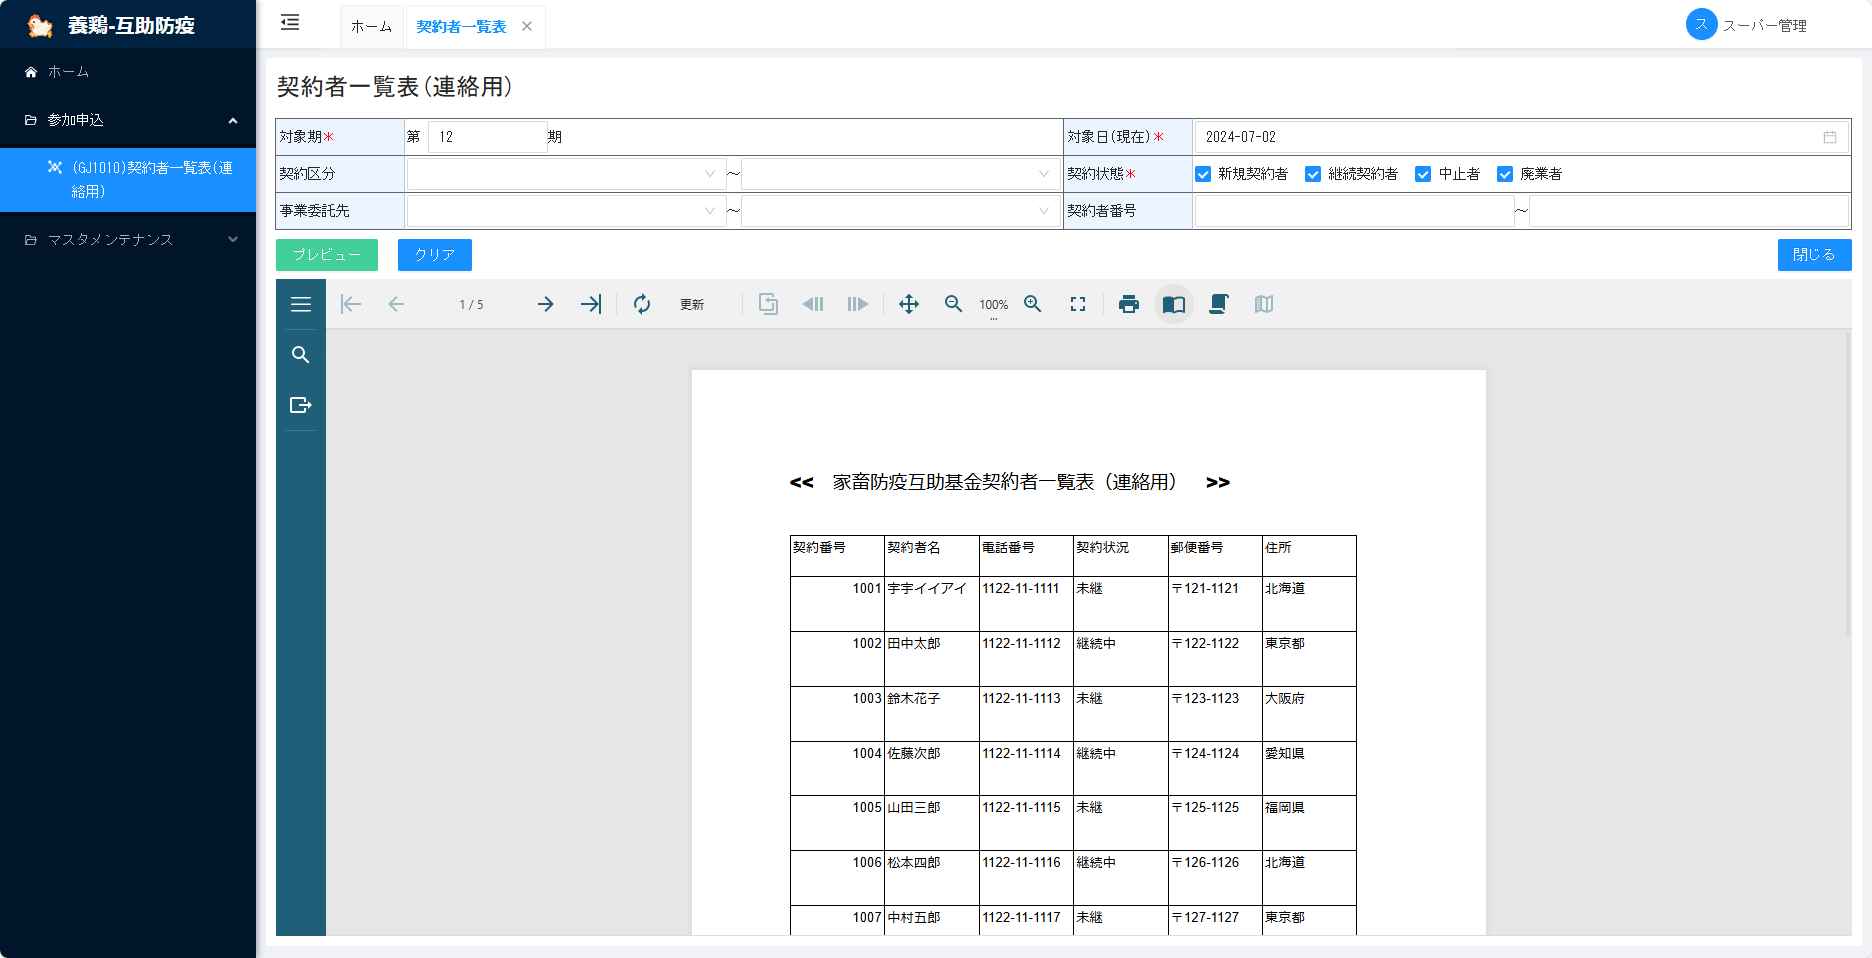 養鶏-互助防疫
ホーム
参加申込
(GJ1010)契約者一覧表(連
絡用)
マスタメンテナンス
ホーム 契約者一覧表
ス スーパー管理
契約者一覧表(連絡用)
対象期* 第 12 期 対象日(現在)* 2024-07-02
契約区分 ～ 契約状態* 新規契約者 継続契約者 中止者 廃業者
事業委託先 ～ 契約者番号 ～
プレビュー クリア 閉じる
1 / 5 更新 100%
...
<< 家畜防疫互助基金契約者一覧表（連絡用） >>
契約番号 契約者名 電話番号 契約状況 郵便番号 住所
1001 宇宇イイアイ 1122-11-1111 未継 〒121-1121 北海道
1002 田中太郎 1122-11-1112 継続中 〒122-1122 東京都
1003 鈴木花子 1122-11-1113 未継 〒123-1123 大阪府
1004 佐藤次郎 1122-11-1114 継続中 〒124-1124 愛知県
1005 山田三郎 1122-11-1115 未継 〒125-1125 福岡県
1006 松本四郎 1122-11-1116 継続中 〒126-1126 北海道
1007 中村五郎 1122-11-1117 未継 〒127-1127 東京都